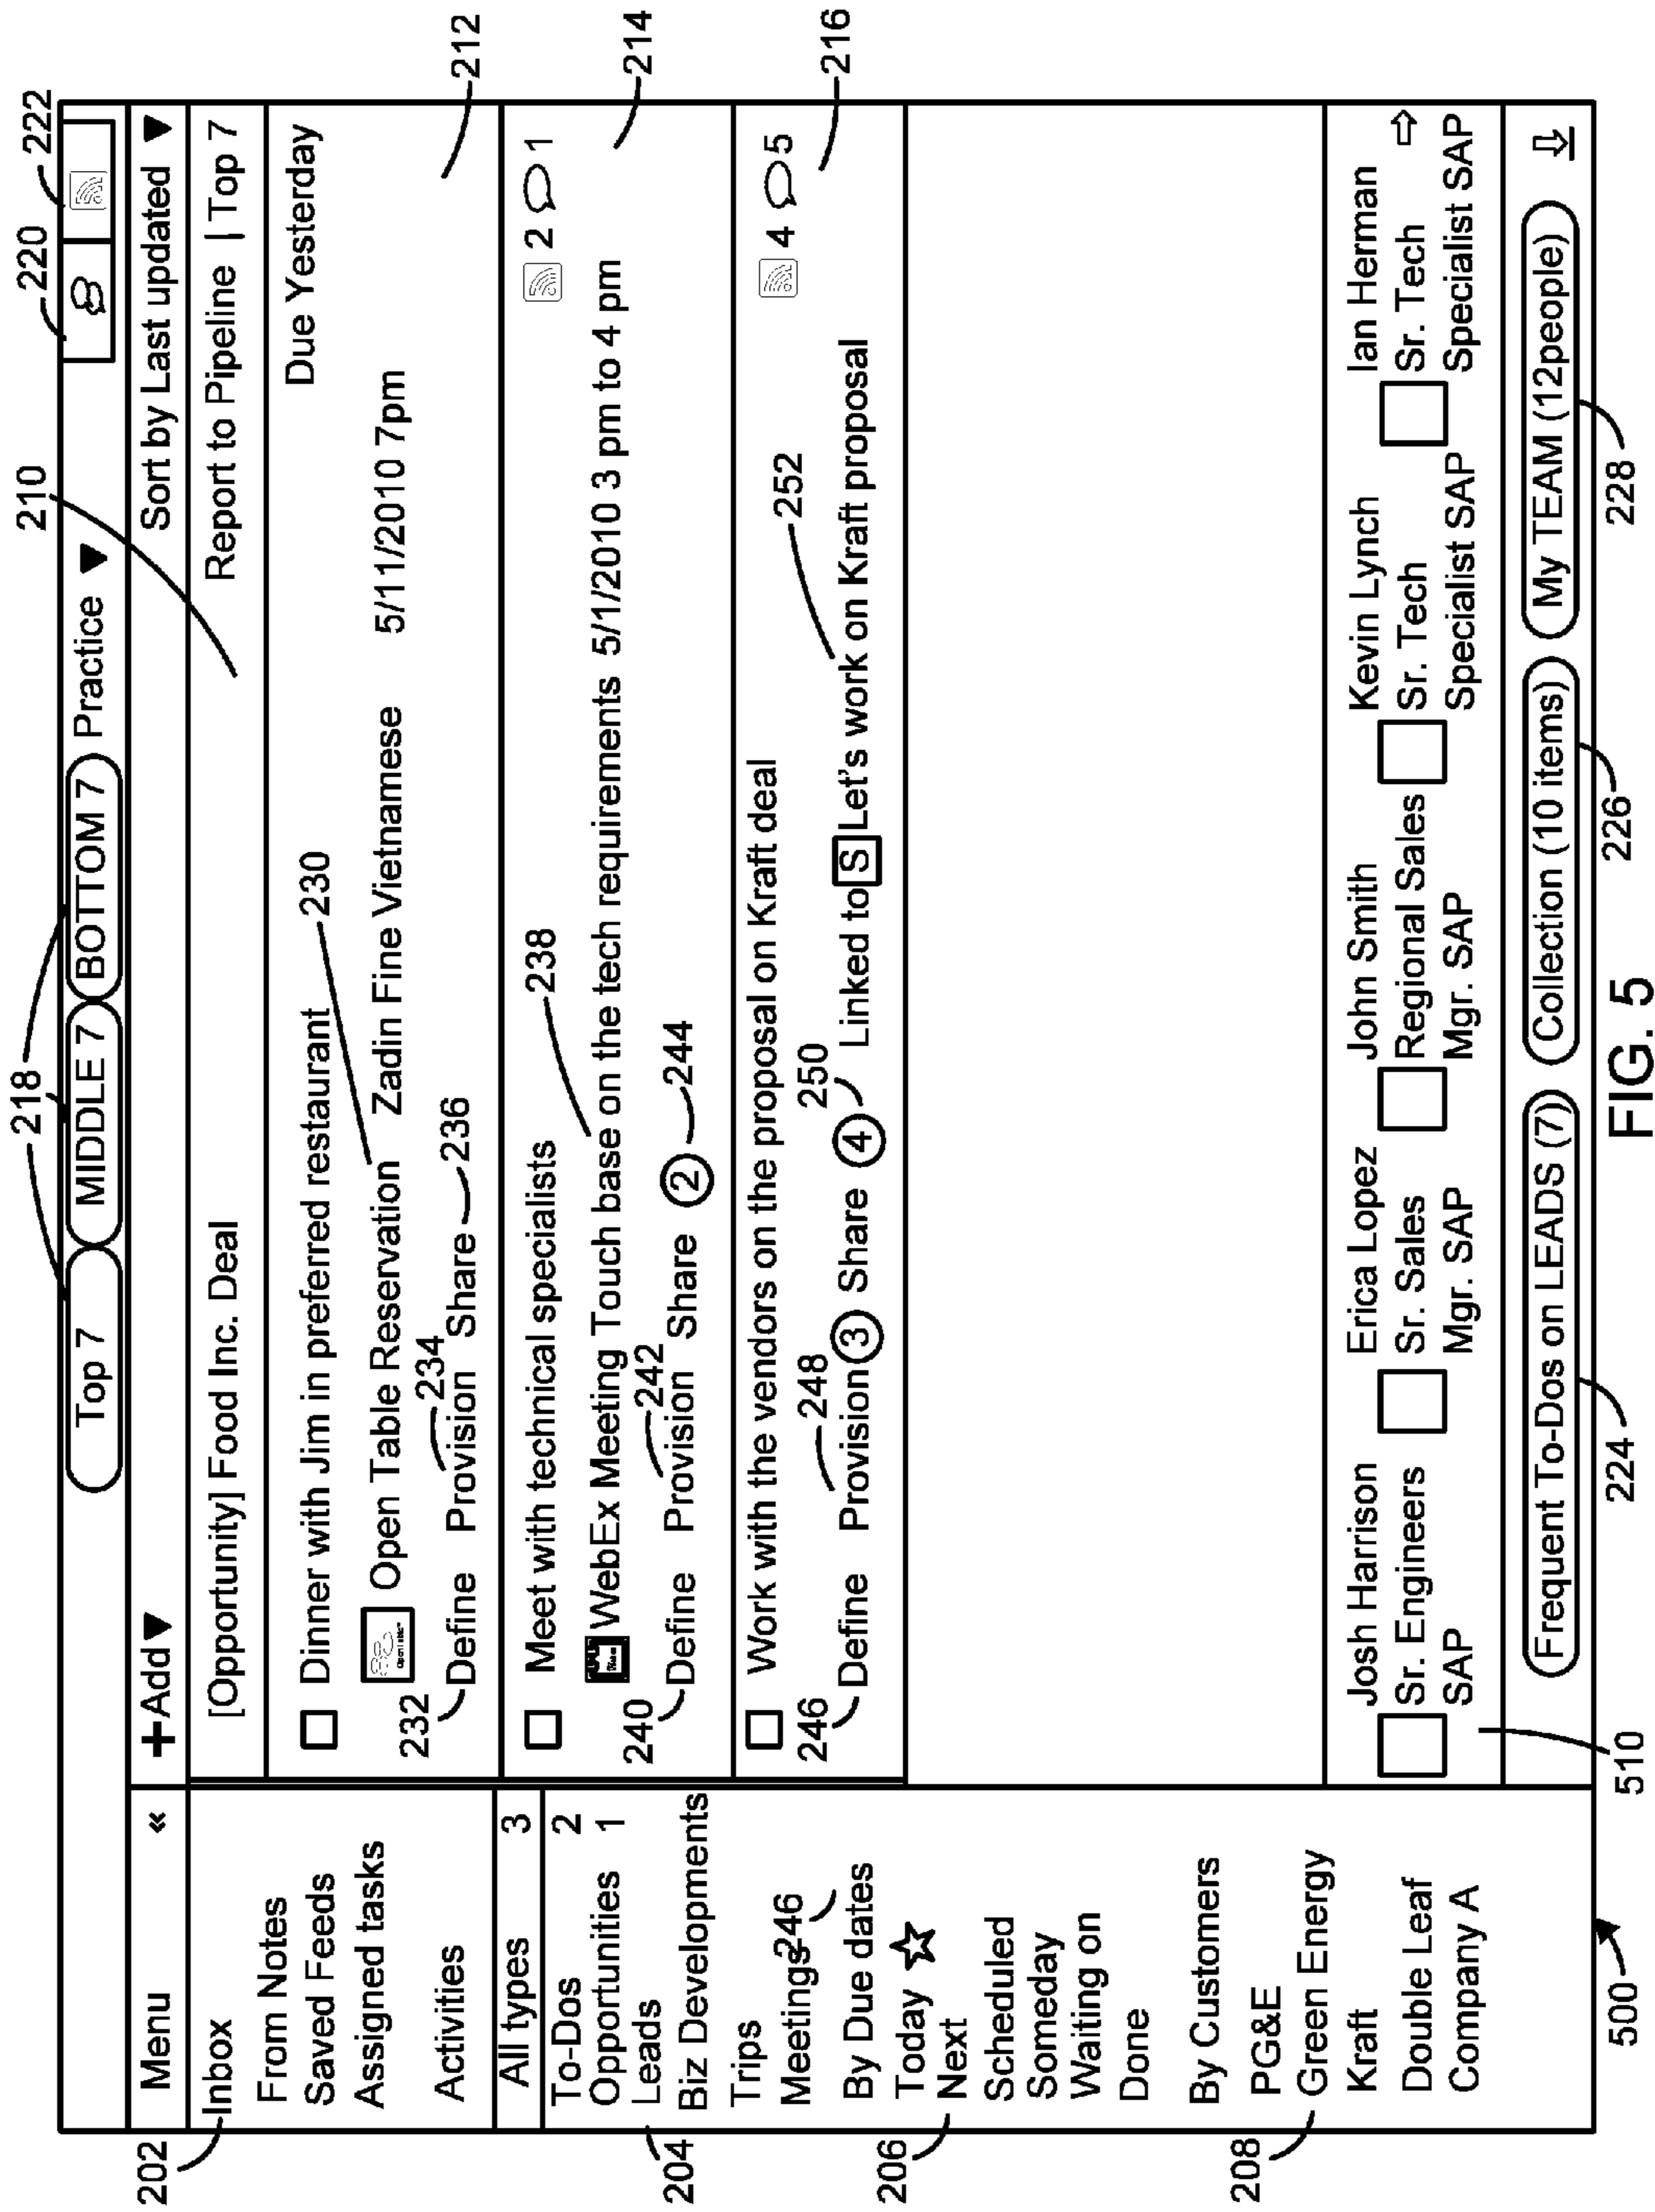 210
218
220
222
Top 7 MIDDLE 7 BOTTOM 7 Practice ▼
Menu «
+Add▼ Sort by Last updated ▼
202
Inbox
From Notes
Saved Feeds
Assigned tasks
Activities
All types 3
To-Dos 2
Opportunities 1
Leads
Biz Developments
Trips
Meetings
246
By Due dates
Today ☆
Next
Scheduled
Someday
Waiting on
Done
By Customers
PG&E
Green Energy
Kraft
Double Leaf
Company A
204
206
208
[Opportunity] Food Inc. Deal Report to Pipeline | Top 7
Dinner with Jim in preferred restaurant 230 Due Yesterday
Open Table Reservation Zadin Fine Vietnamese 5/11/2010 7pm
232 234 236 212
Define Provision Share
Meet with technical specialists 238 2 1
WebEx Meeting Touch base on the tech requirements 5/1/2010 3 pm to 4 pm
240 242 244 214
Define Provision Share 2
Work with the vendors on the proposal on Kraft deal 4 5
246 248 250 252 216
Define Provision 3 Share 4 Linked to S Let's work on Kraft proposal
Josh Harrison Erica Lopez John Smith Kevin Lynch Ian Herman
Sr. Engineers Sr. Sales Regional Sales Sr. Tech Sr. Tech ⇨
SAP Mgr. SAP Mgr. SAP Specialist SAP Specialist SAP
Frequent To-Dos on LEADS (7) Collection (10 items) My TEAM (12people)
500 510 224 226 228
FIG. 5